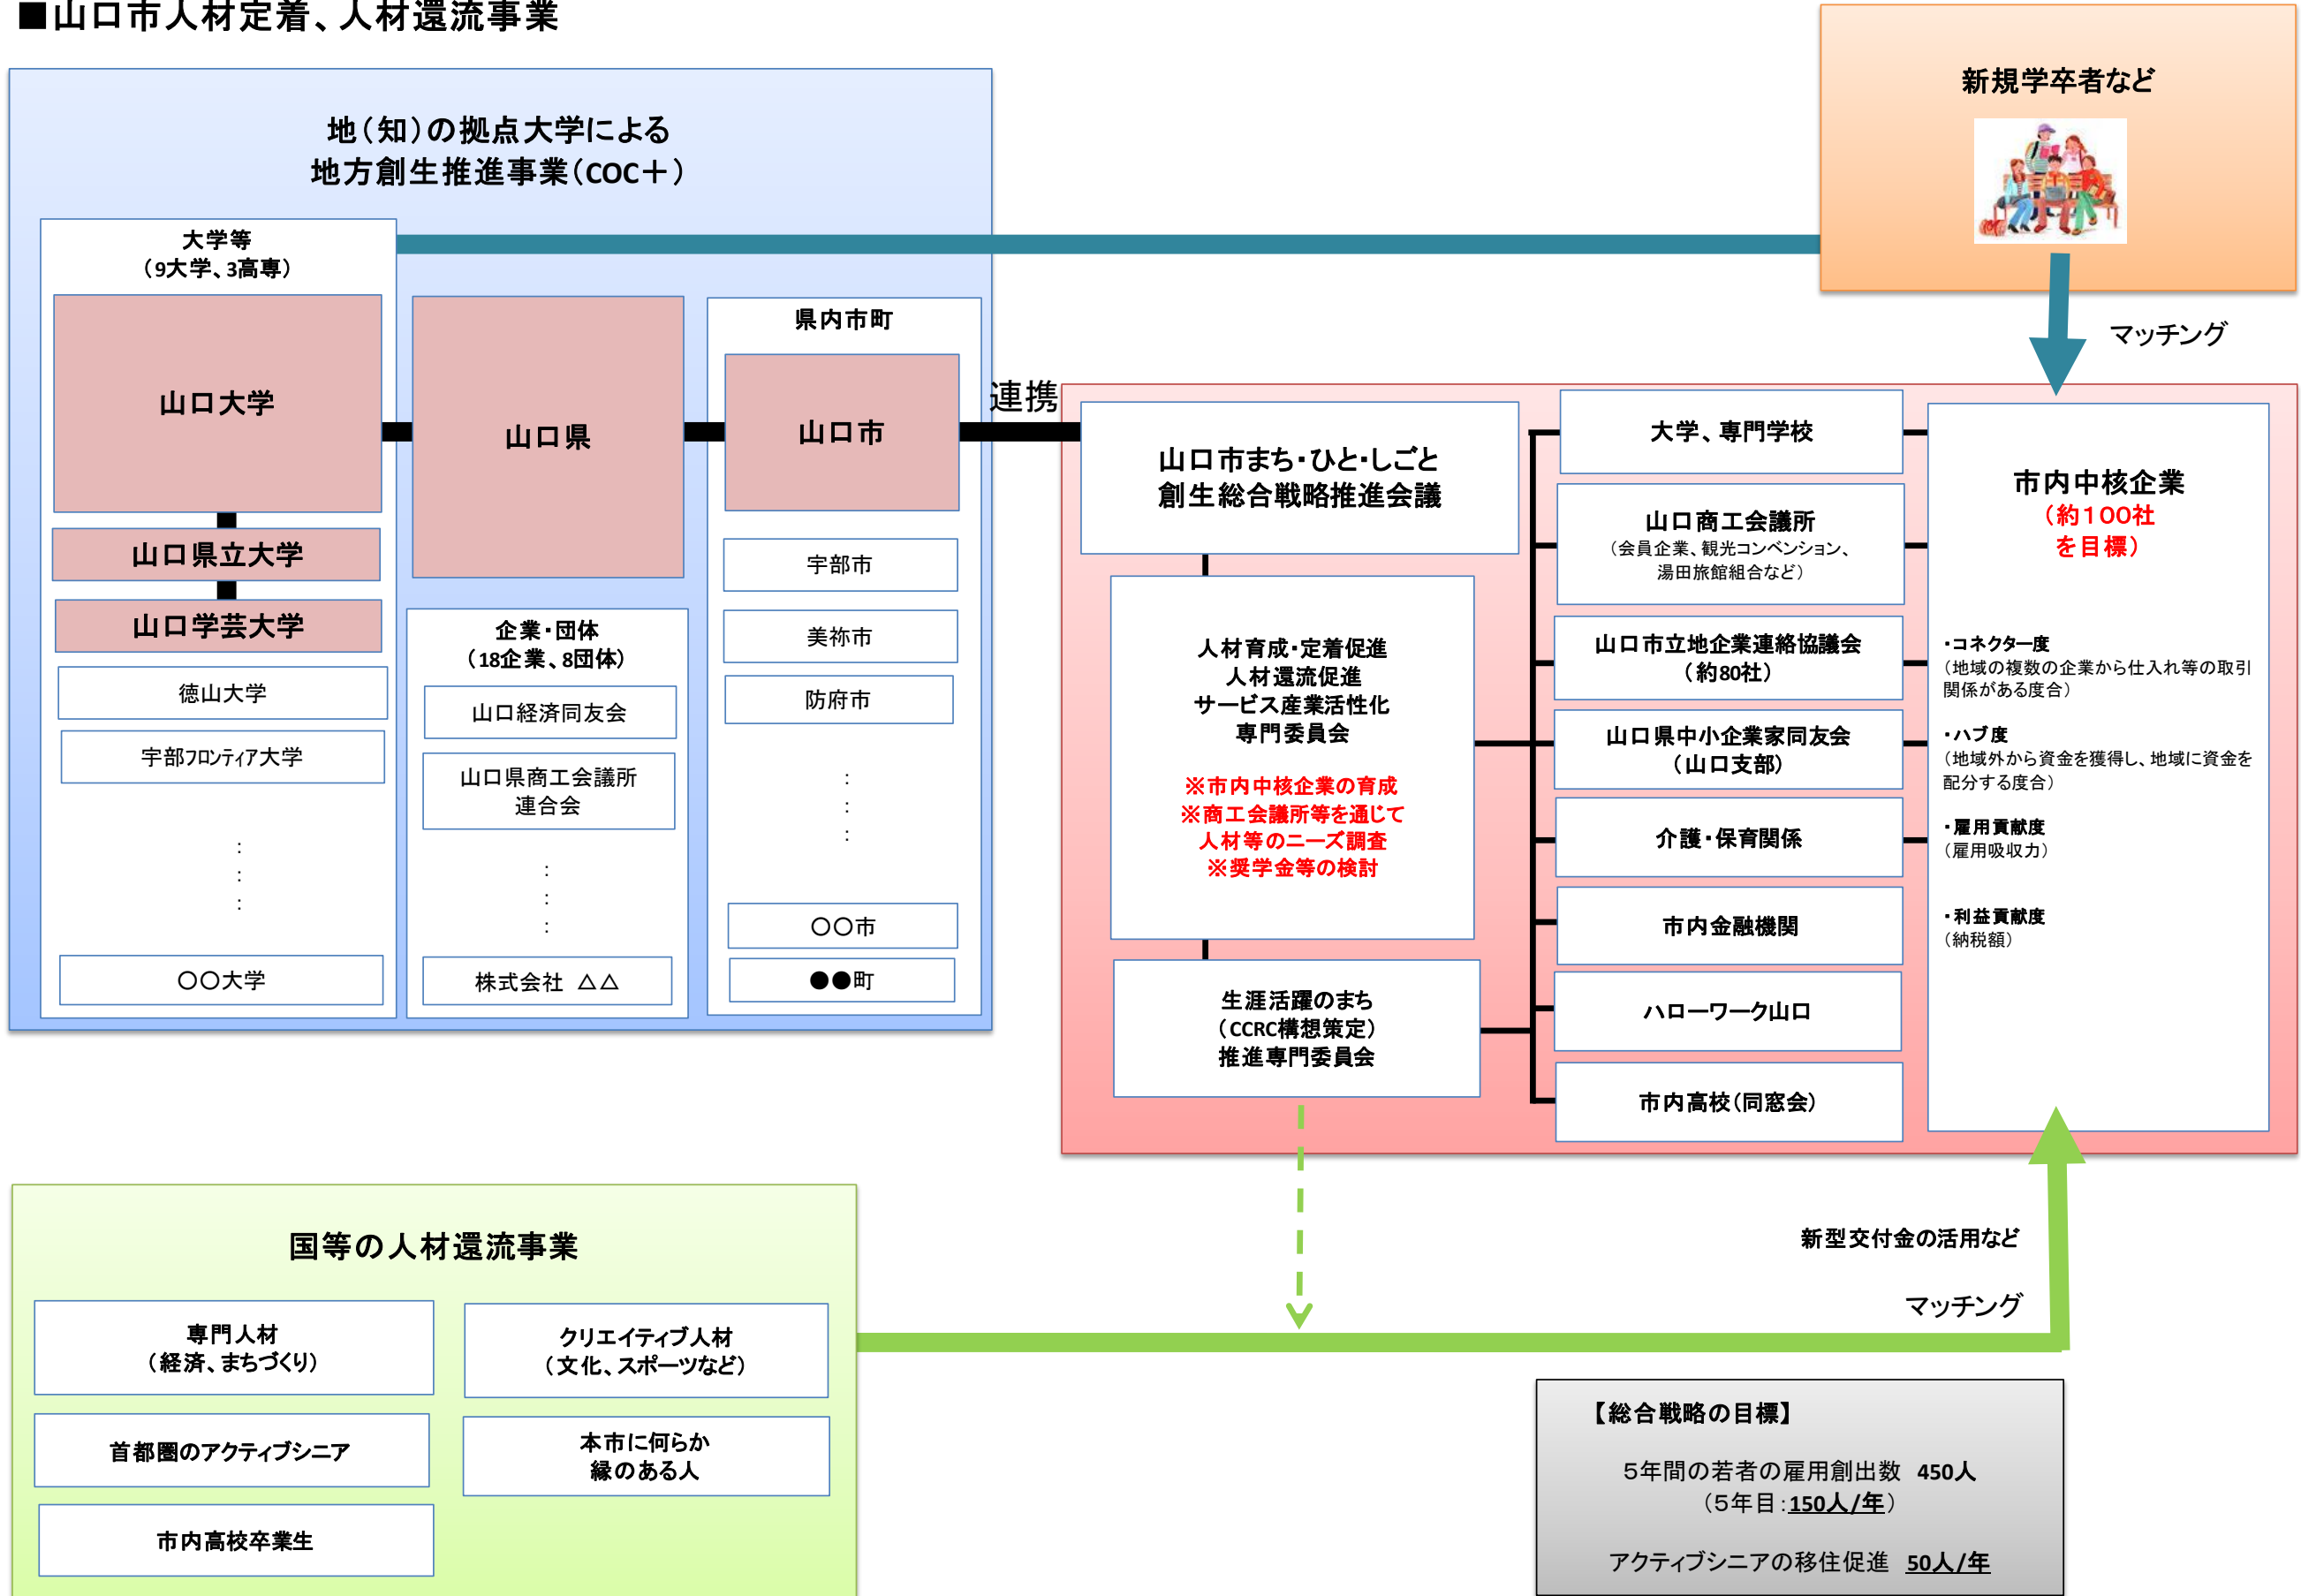 ■山口市人材定着、人材還流事業
地（知）の拠点大学による
地方創生推進事業（COC＋）
大学等
（9大学、3高専）
山口大学
山口県立大学
山口学芸大学
徳山大学
宇部フロンティア大学
：
：
：
〇〇大学
山口県
企業・団体
（18企業、8団体）
山口経済同友会
山口県商工会議所
連合会
：
：
：
株式会社 △△
県内市町
山口市
宇部市
美祢市
防府市
：
：
：
〇〇市
●●町
連携
新規学卒者など
マッチング
山口市まち・ひと・しごと
創生総合戦略推進会議
人材育成・定着促進
人材還流促進
サービス産業活性化
専門委員会
※市内中核企業の育成
※商工会議所等を通じて
人材等のニーズ調査
※奨学金等の検討
生涯活躍のまち
（CCRC構想策定）
推進専門委員会
大学、専門学校
山口商工会議所
（会員企業、観光コンベンション、
湯田旅館組合など）
山口市立地企業連絡協議会
（約80社）
山口県中小企業家同友会
（山口支部）
介護・保育関係
市内金融機関
ハローワーク山口
市内高校（同窓会）
市内中核企業
（約１００社
を目標）
・コネクター度
（地域の複数の企業から仕入れ等の取引
関係がある度合）
・ハブ度
（地域外から資金を獲得し、地域に資金を
配分する度合）
・雇用貢献度
（雇用吸収力）
・利益貢献度
（納税額）
国等の人材還流事業
専門人材
（経済、まちづくり）
クリエイティブ人材
（文化、スポーツなど）
首都圏のアクティブシニア
本市に何らか
縁のある人
市内高校卒業生
新型交付金の活用など
マッチング
【総合戦略の目標】
５年間の若者の雇用創出数 450人
（５年目：150人/年）
アクティブシニアの移住促進 50人/年